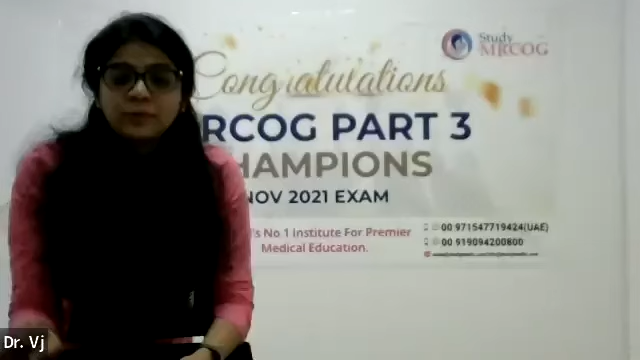 Study
MRCOG
Congratulations
RCOG PART 3
HAMPIONS
NOV 2021 EXAM
's No 1 Institute For Premier
Medical Education.
00 971547719424(UAE)
00 919094200800
Dr. Vj